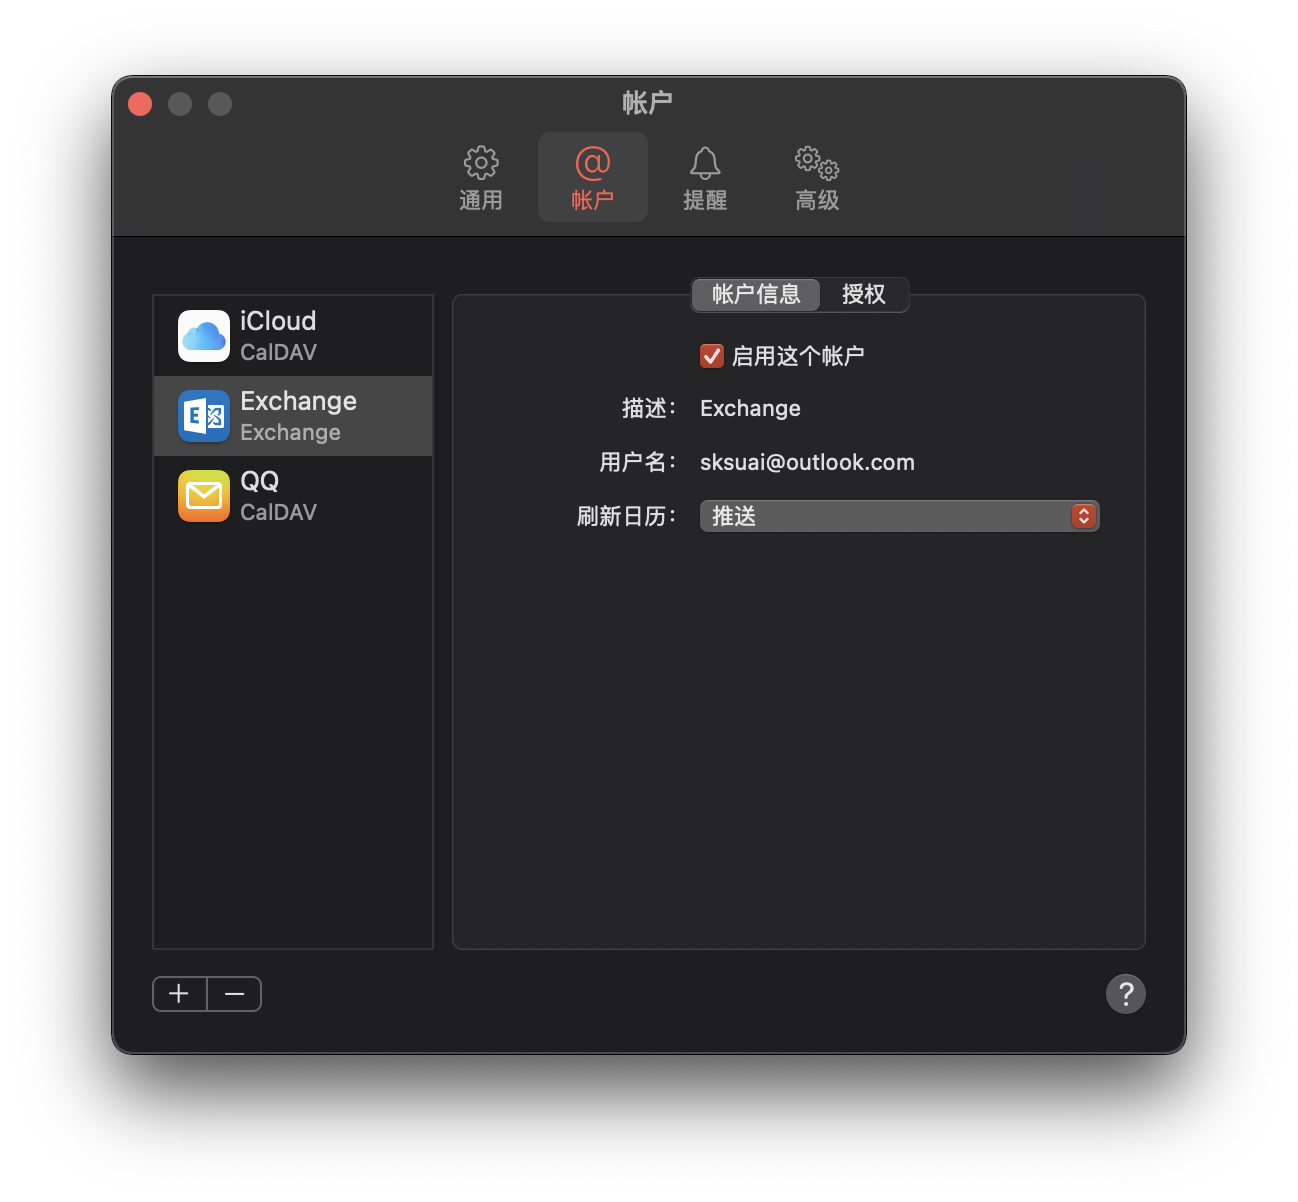 帐户
通用
@
帐户
提醒
高级
iCloud
CalDAV
Exchange
Exchange
QQ
CalDAV
帐户信息 授权
启用这个帐户
描述： Exchange
用户名： sksuai@outlook.com
刷新日历： 推送
+ −
?